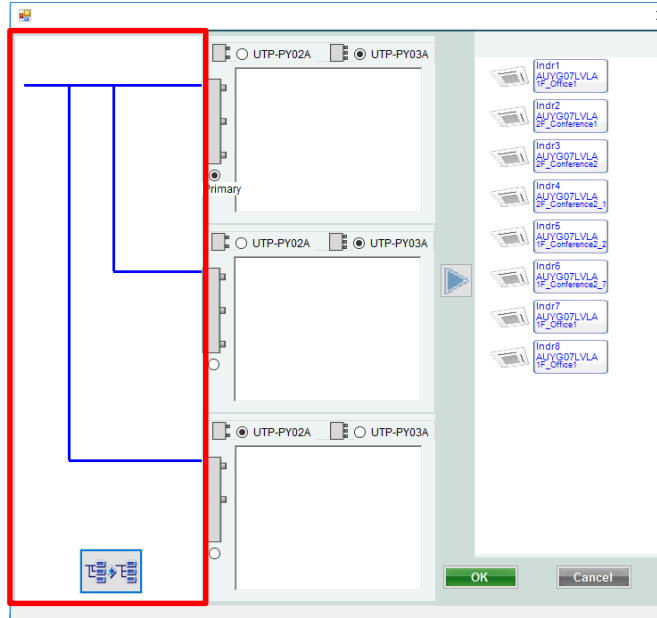 UTP-PY02A UTP-PY03A
Primary
UTP-PY02A UTP-PY03A
UTP-PY02A UTP-PY03A
Indr1
AUYG07LVLA
1F_Office1
Indr2
AUYG07LVLA
2F_Conference1
Indr3
AUYG07LVLA
2F_Conference2
Indr4
AUYG07LVLA
2F_Conference2_1
Indr5
AUYG07LVLA
1F_Conference2_2
Indr6
AUYG07LVLA
1F_Conference2_7
Indr7
AUYG07LVLA
1F_Office1
Indr8
AUYG07LVLA
1F_Office1
OK Cancel